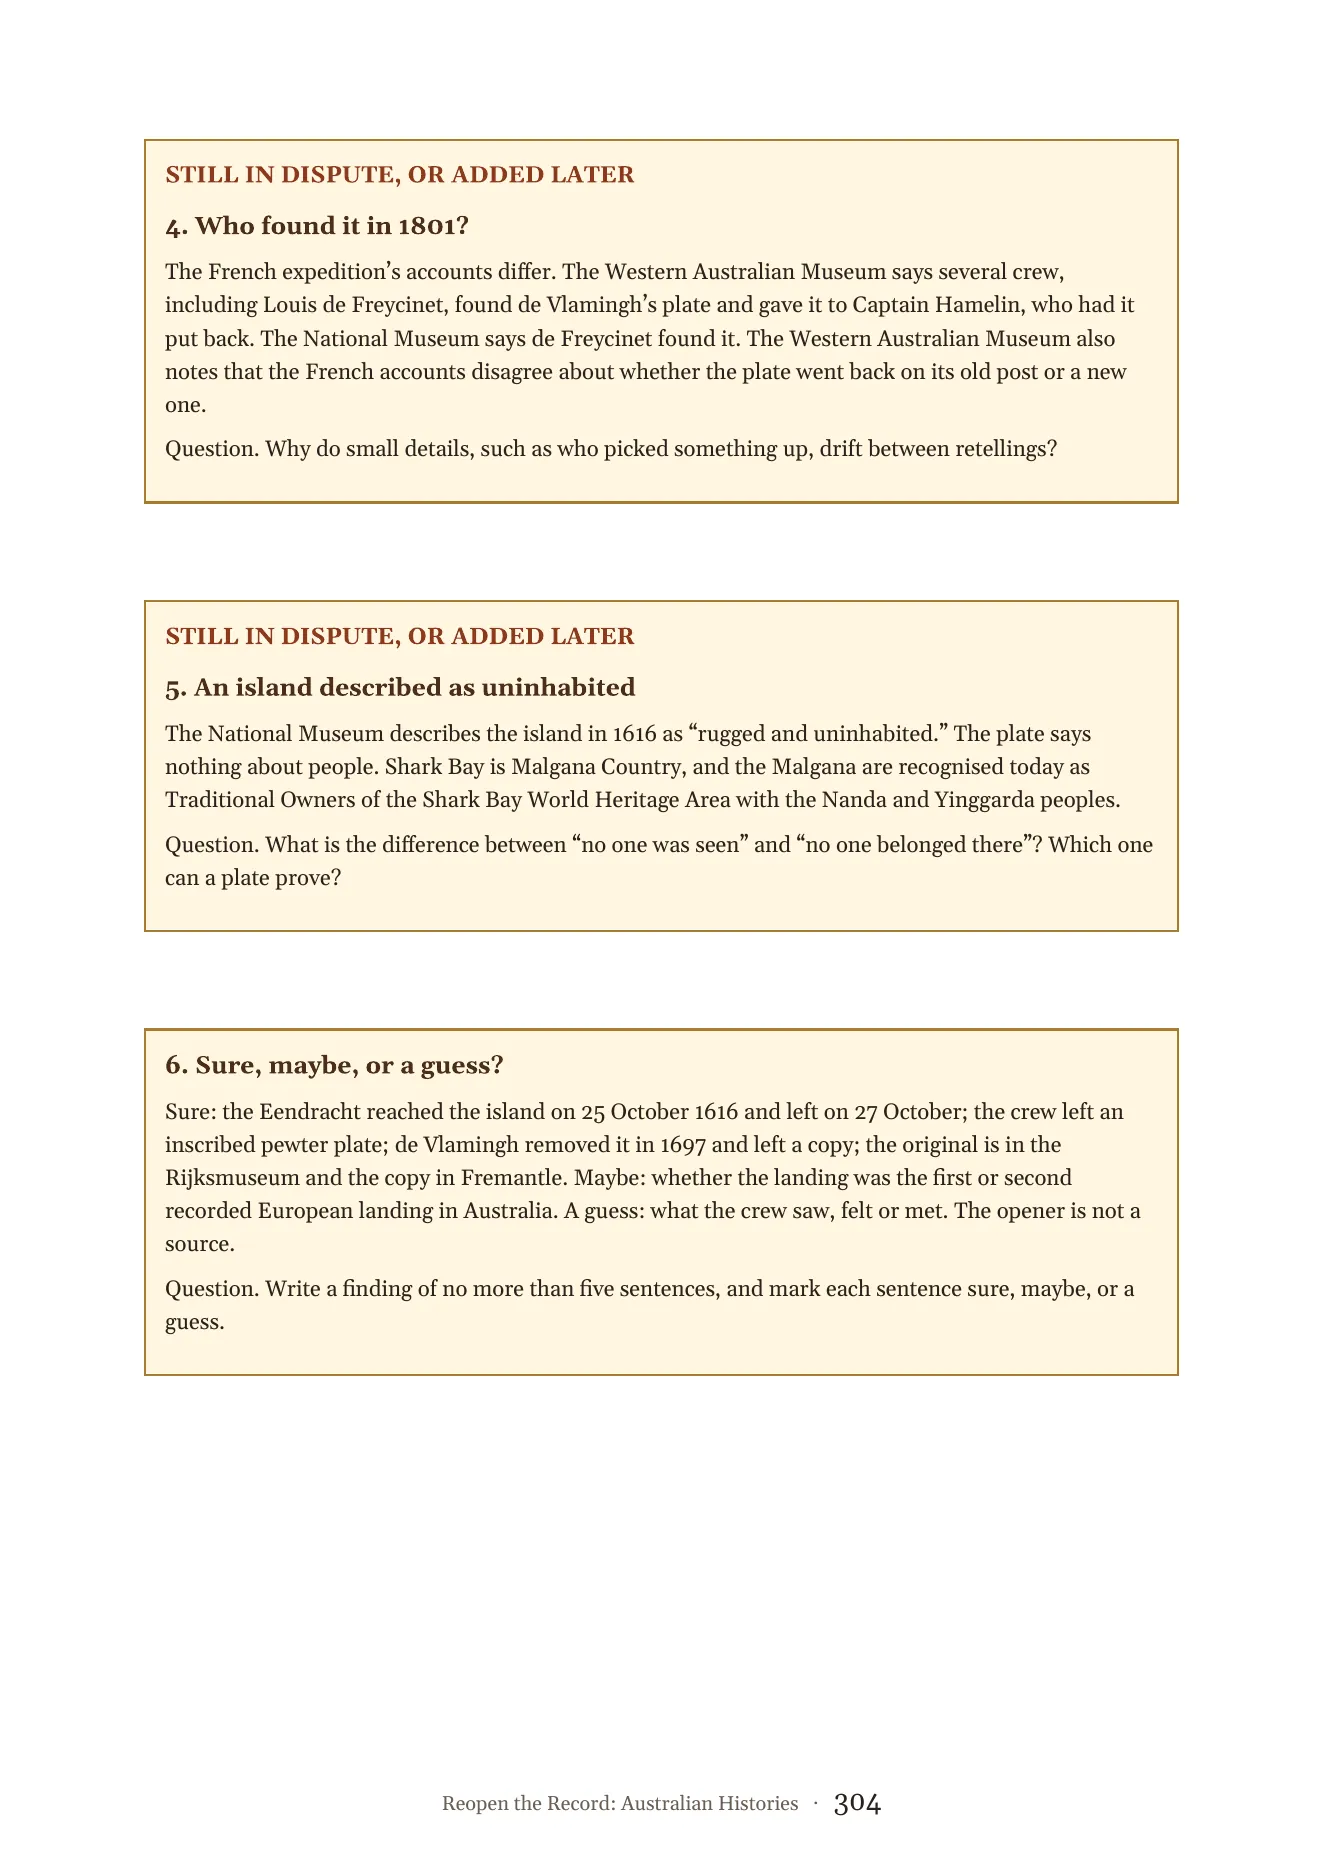 STILL IN DISPUTE, OR ADDED LATER
4. Who found it in 1801?
The French expedition’s accounts differ. The Western Australian Museum says several crew,
including Louis de Freycinet, found de Vlamingh’s plate and gave it to Captain Hamelin, who had it
put back. The National Museum says de Freycinet found it. The Western Australian Museum also
notes that the French accounts disagree about whether the plate went back on its old post or a new
one.
Question. Why do small details, such as who picked something up, drift between retellings?
STILL IN DISPUTE, OR ADDED LATER
5. An island described as uninhabited
The National Museum describes the island in 1616 as “rugged and uninhabited.” The plate says
nothing about people. Shark Bay is Malgana Country, and the Malgana are recognised today as
Traditional Owners of the Shark Bay World Heritage Area with the Nanda and Yinggarda peoples.
Question. What is the difference between “no one was seen” and “no one belonged there”? Which one
can a plate prove?
6. Sure, maybe, or a guess?
Sure: the Eendracht reached the island on 25 October 1616 and left on 27 October; the crew left an
inscribed pewter plate; de Vlamingh removed it in 1697 and left a copy; the original is in the
Rijksmuseum and the copy in Fremantle. Maybe: whether the landing was the first or second
recorded European landing in Australia. A guess: what the crew saw, felt or met. The opener is not a
source.
Question. Write a finding of no more than five sentences, and mark each sentence sure, maybe, or a
guess.
Reopen the Record: Australian Histories · 304